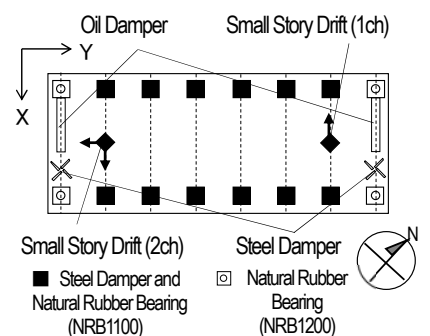 Oil Damper
Small Story Drift (1ch)
Y
X
Small Story Drift (2ch)
Steel Damper
N
Steel Damper and
Natural Rubber Bearing
(NRB1100)
Natural Rubber
Bearing
(NRB1200)